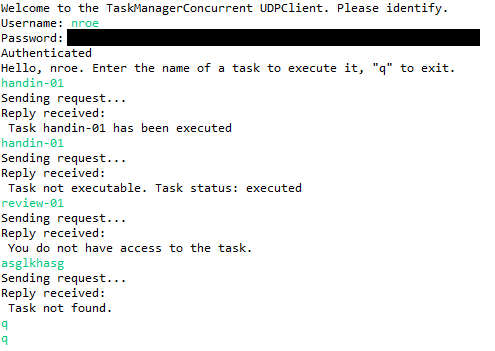 Welcome to the TaskManagerConcurrent UDPClient. Please identify.
Username: nroe
Password:
Authenticated
Hello, nroe. Enter the name of a task to execute it, "q" to exit.
handin-01
Sending request...
Reply received:
Task handin-01 has been executed
handin-01
Sending request...
Reply received:
Task not executable. Task status: executed
review-01
Sending request...
Reply received:
You do not have access to the task.
asglkhasg
Sending request...
Reply received:
Task not found.
q
q